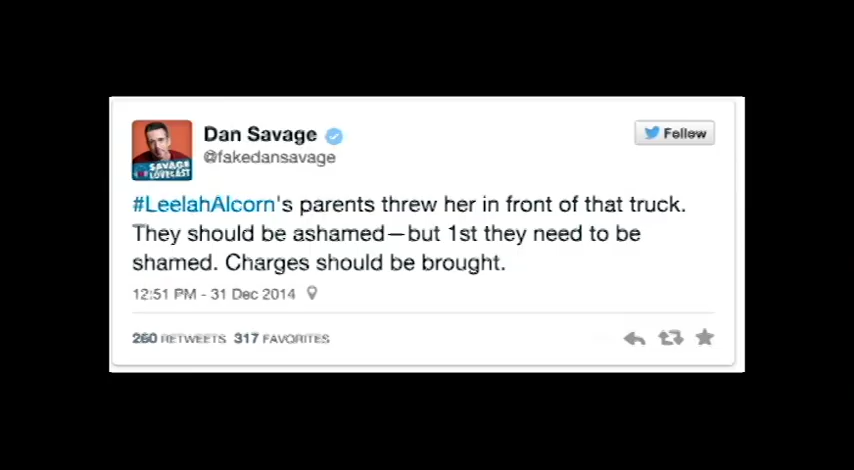 Dan Savage
@fakedansavage
Follow
SAVAGE
LOVECAST
#LeelahAlcorn's parents threw her in front of that truck.
They should be ashamed—but 1st they need to be
shamed. Charges should be brought.
12:51 PM - 31 Dec 2014
260 RETWEETS 317 FAVORITES